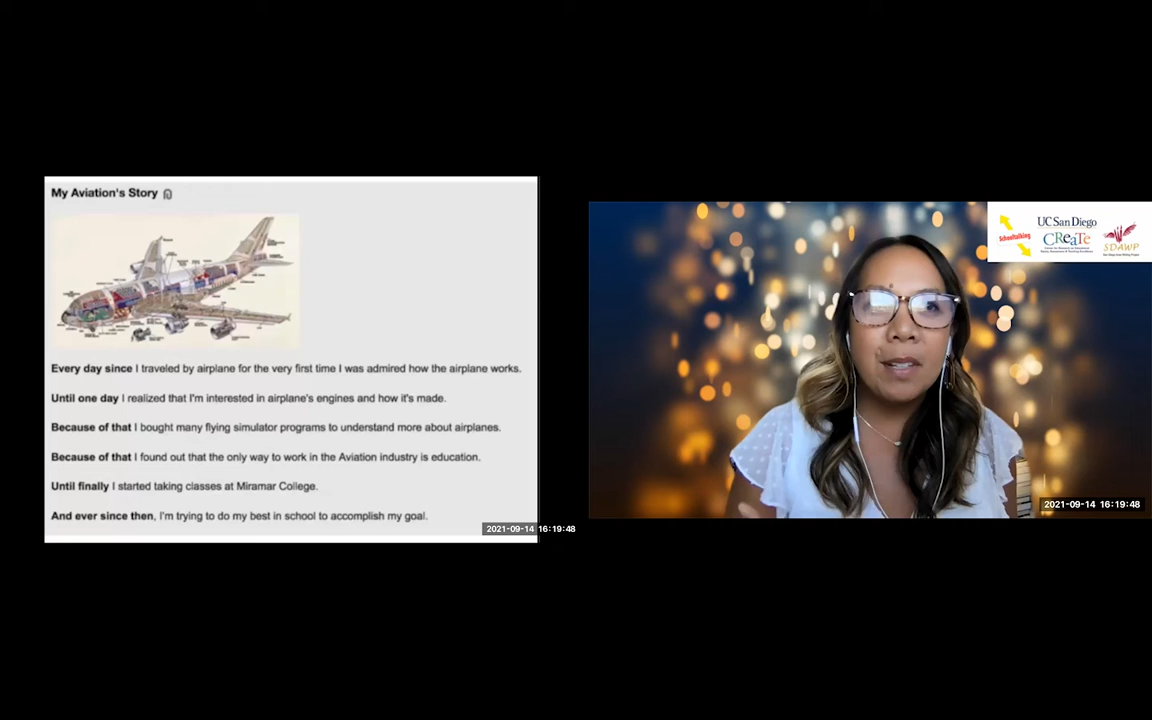 My Aviation's Story
Every day since I traveled by airplane for the very first time I was admired how the airplane works.
Until one day I realized that I'm interested in airplane's engines and how it's made.
Because of that I bought many flying simulator programs to understand more about airplanes.
Because of that I found out that the only way to work in the Aviation industry is education.
Until finally I started taking classes at Miramar College.
And ever since then, I'm trying to do my best in school to accomplish my goal.
2021-09-14 16:19:48
Schooltalking
UC San Diego
CREATE
SDAWP
San Diego Area Writing Project
2021-09-14 16:19:48